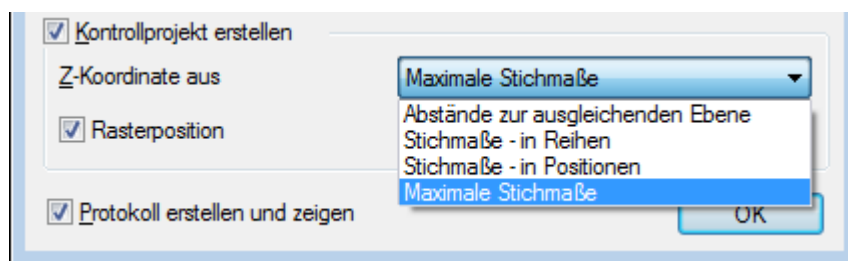 Kontrollprojekt erstellen
Z-Koordinate aus
Maximale Stichmaße
Abstände zur ausgleichenden Ebene
Rasterposition
Stichmaße - in Reihen
Stichmaße - in Positionen
Maximale Stichmaße
Protokoll erstellen und zeigen
OK